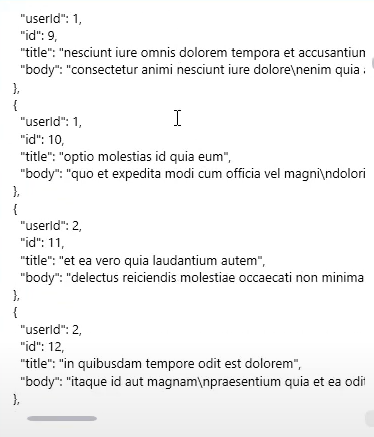 "userId": 1,
"id": 9,
"title": "nesciunt iure omnis dolorem tempora et accusantium
"body": "consectetur animi nesciunt iure dolore\nenim quia
},
{
"userId": 1,
"id": 10,
"title": "optio molestias id quia eum",
"body": "quo et expedita modi cum officia vel magni\ndolori
},
{
"userId": 2,
"id": 11,
"title": "et ea vero quia laudantium autem",
"body": "delectus reiciendis molestiae occaecati non minima
},
{
"userId": 2,
"id": 12,
"title": "in quibusdam tempore odit est dolorem",
"body": "itaque id aut magnam\npraesentium quia et ea odit
},